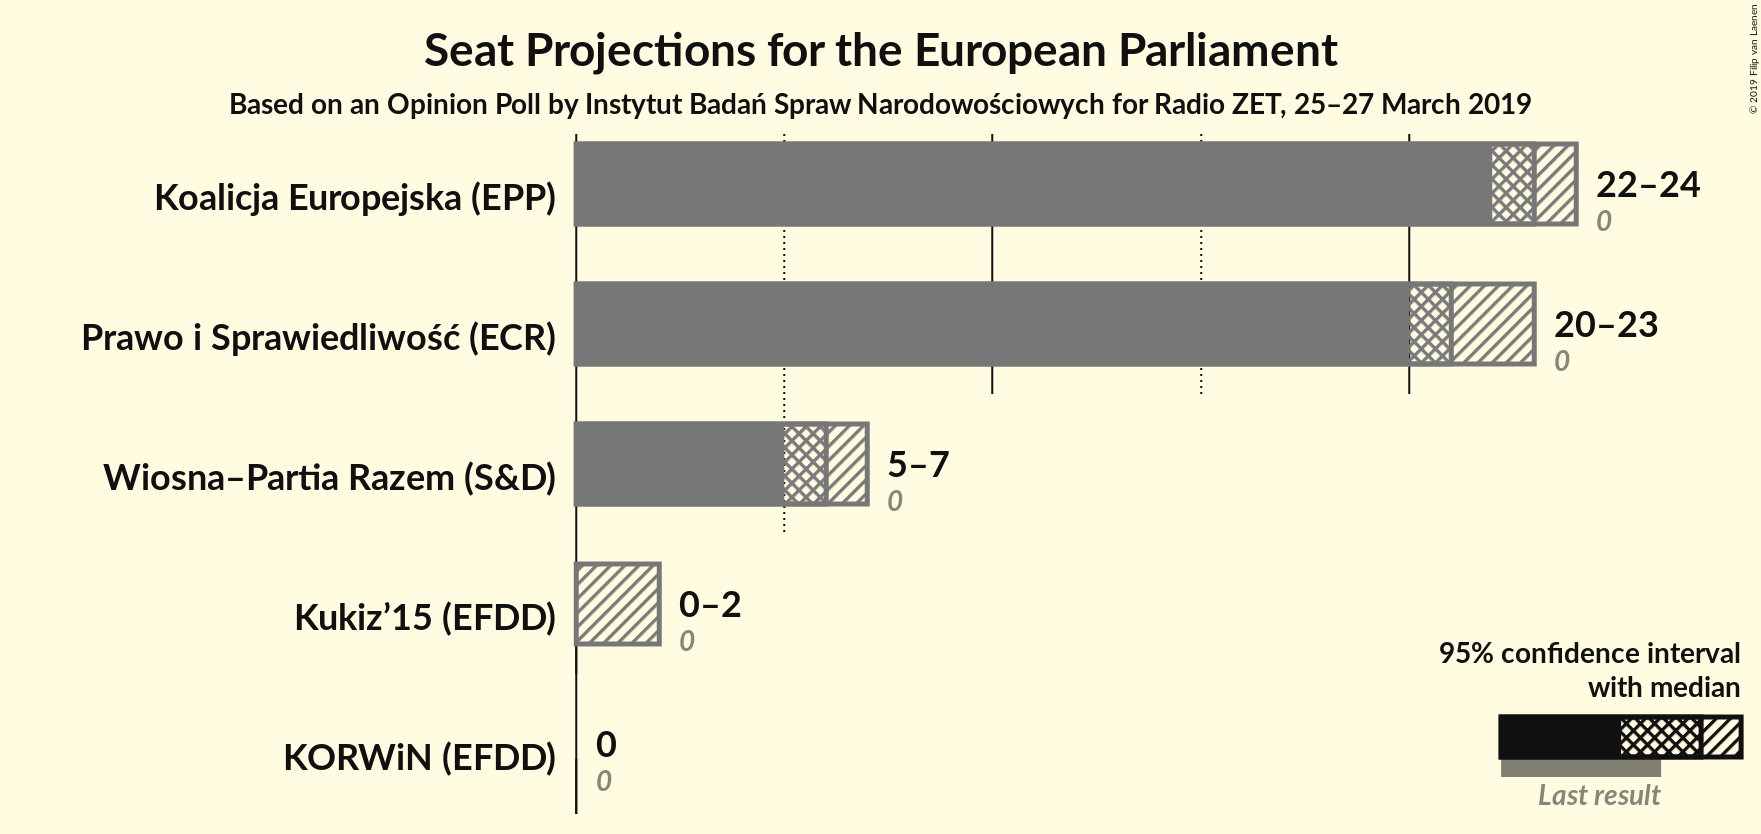 Seat Projections for the European Parliament
Based on an Opinion Poll by Instytut Badań Spraw Narodowościowych for Radio ZET, 25–27 March 2019
© 2019 Filip van Laenen
Koalicja Europejska (EPP)
22–24
0
Prawo i Sprawiedliwość (ECR)
20–23
0
Wiosna–Partia Razem (S&D)
5–7
0
Kukiz’15 (EFDD)
0–2
0
KORWiN (EFDD)
0
0
95% confidence interval
with median
Last result